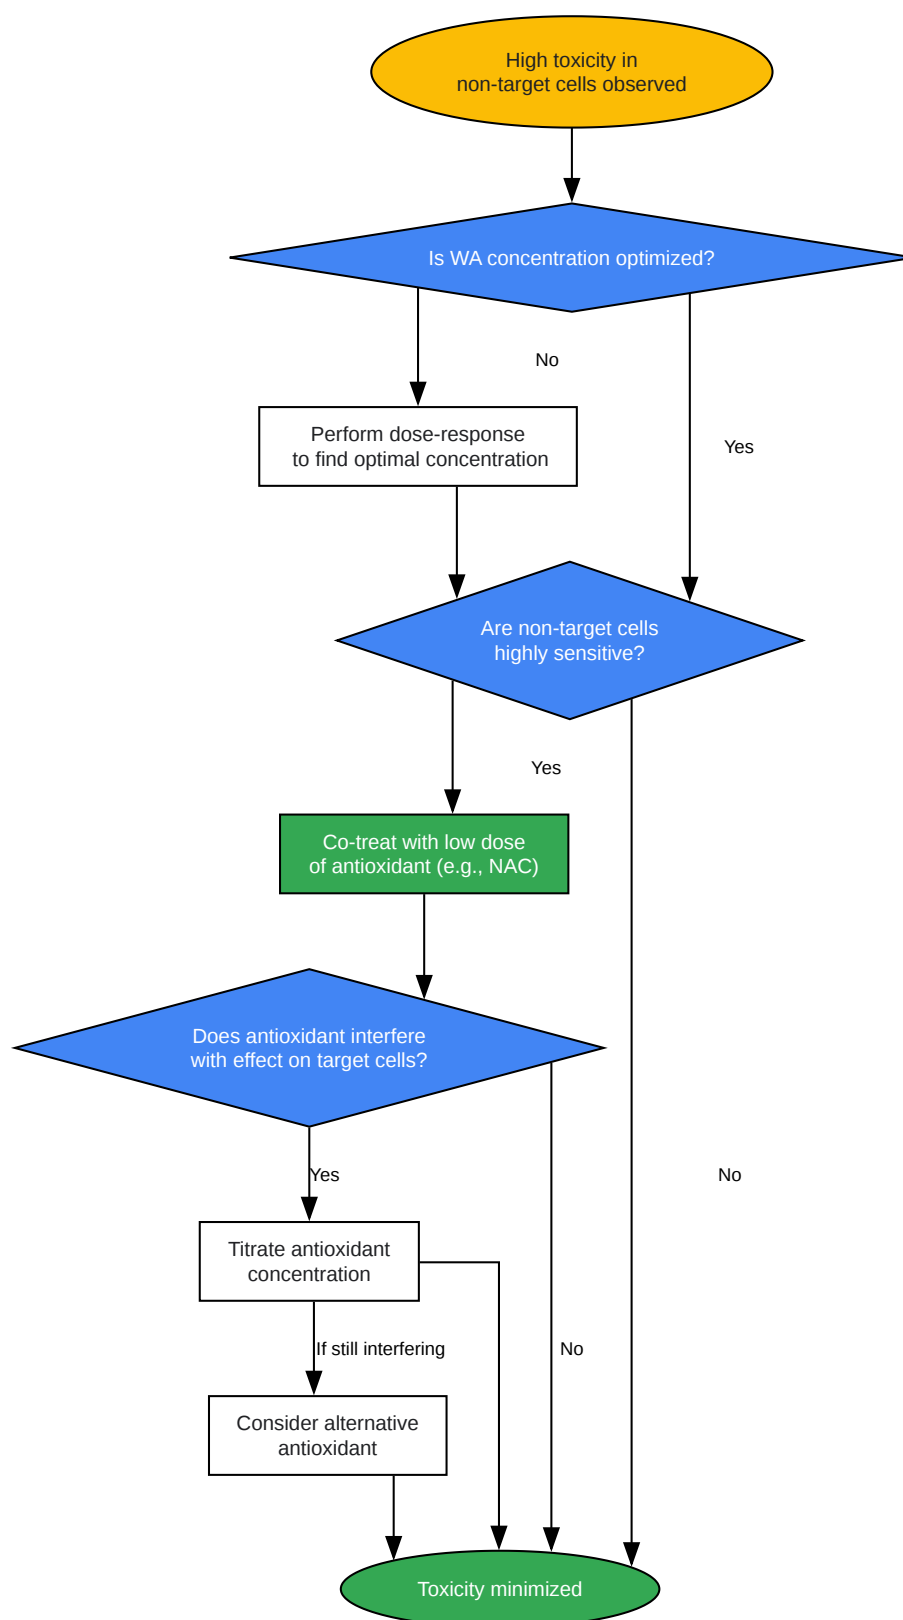 High toxicity in
non-target cells observed
Is WA concentration optimized?
No
Perform dose-response
to find optimal concentration
Yes
Are non-target cells
highly sensitive?
Yes
Co-treat with low dose
of antioxidant (e.g., NAC)
Does antioxidant interfere
with effect on target cells?
Yes
No
Titrate antioxidant
concentration
If still interfering
No
Consider alternative
antioxidant
Toxicity minimized